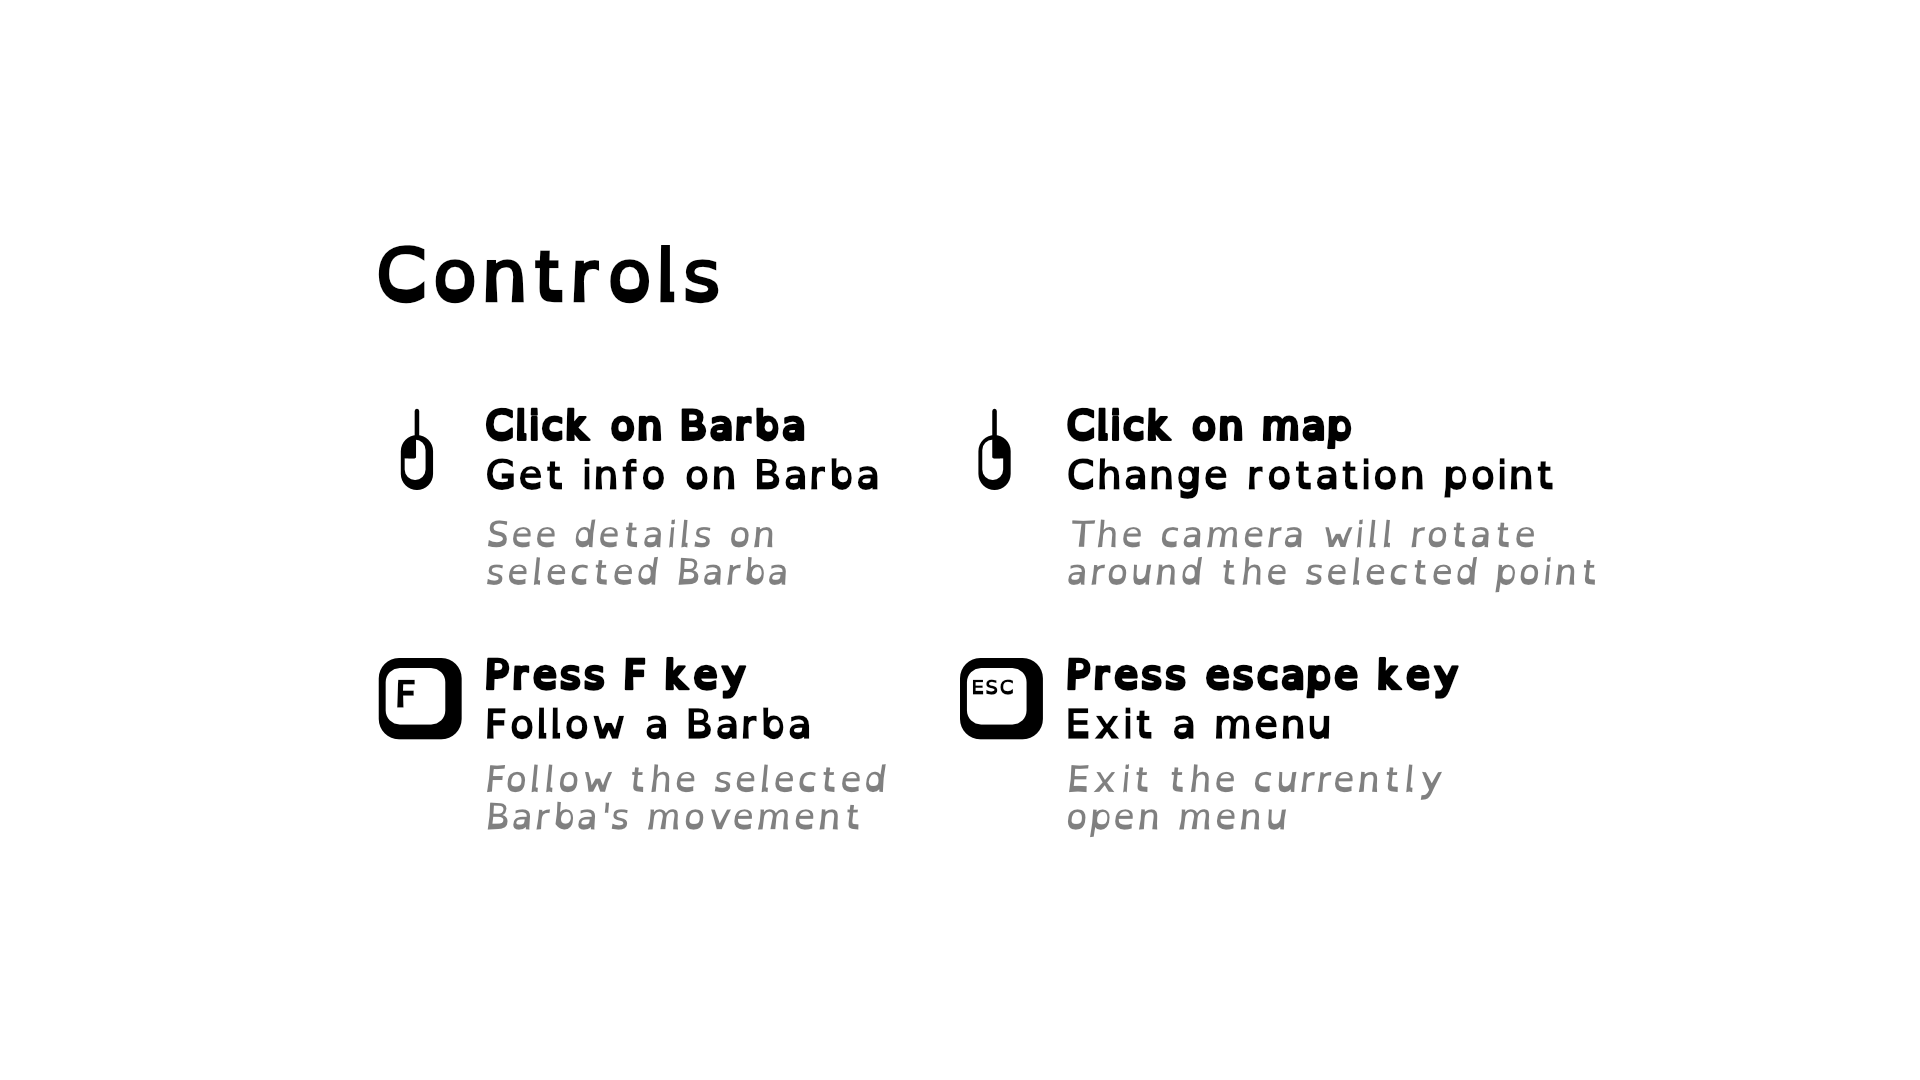 Controls
Click on Barba
Get info on Barba
See details on
selected Barba
Click on map
Change rotation point
The camera will rotate
around the selected point
F
Press F key
Follow a Barba
Follow the selected
Barba's movement
ESC
Press escape key
Exit a menu
Exit the currently
open menu